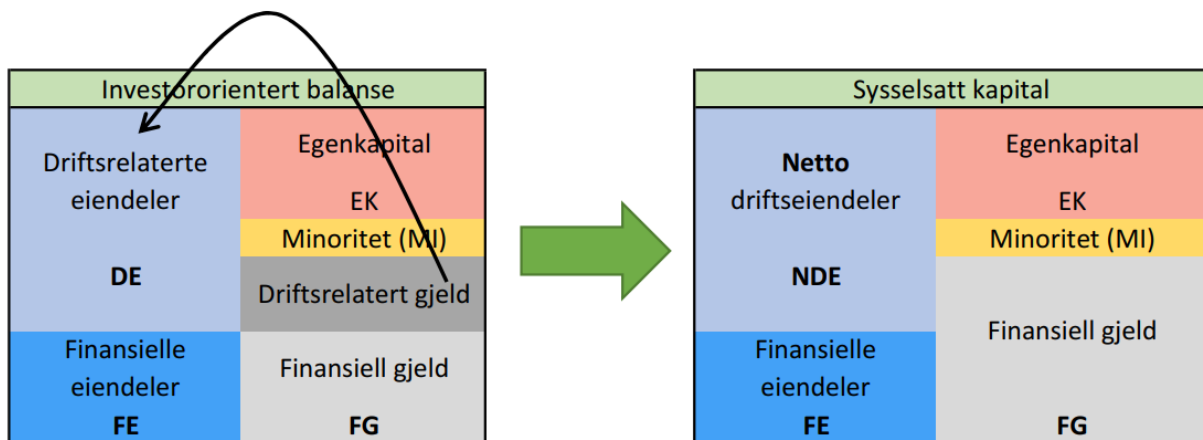 Investororientert balanse
Driftsrelaterte
eiendeler
DE
Finansielle
eiendeler
FE
Egenkapital
EK
Minoritet (MI)
Driftsrelatert gjeld
Finansiell gjeld
FG
Sysselsatt kapital
Netto
driftseiendeler
NDE
Finansielle
eiendeler
FE
Egenkapital
EK
Minoritet (MI)
Finansiell gjeld
FG